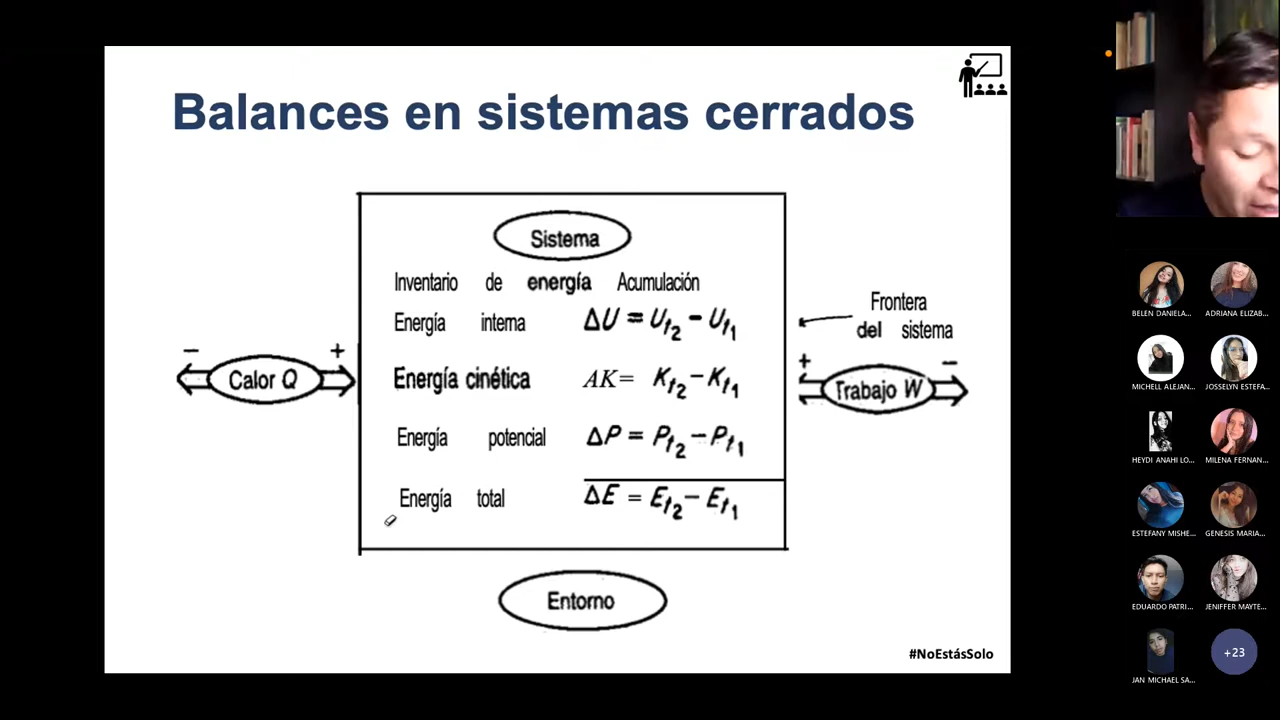 Balances en sistemas cerrados
Sistema
Inventario de energía Acumulación
Energía interna ΔU = Ut2 - Ut1
Energía cinética AK= Kt2 - Kt1
Energía potencial ΔP = Pt2 - Pt1
Energía total ΔE = Et2 - Et1
- +
Calor Q
Frontera
del sistema
+ -
Trabajo W
Entorno
#NoEstásSolo
BELEN DANIELA...
ADRIANA ELIZAB...
MICHELL ALEJAN...
JOSSELYN ESTEFA...
HEYDI ANAHI LO...
MILENA FERNAN...
ESTEFANY MISHE...
GENESIS MARIA...
EDUARDO PATRI...
JENIFFER MAYTE...
JAN MICHAEL SA...
+23